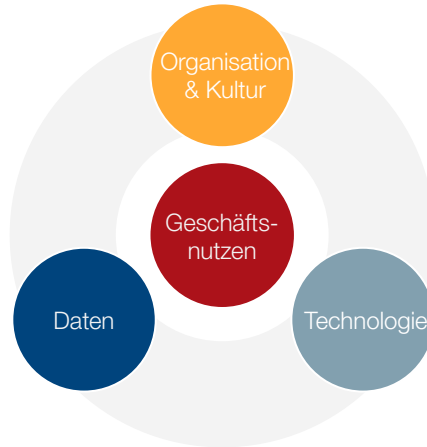 Organisation
& Kultur
Geschäfts-
nutzen
Daten
Technologie